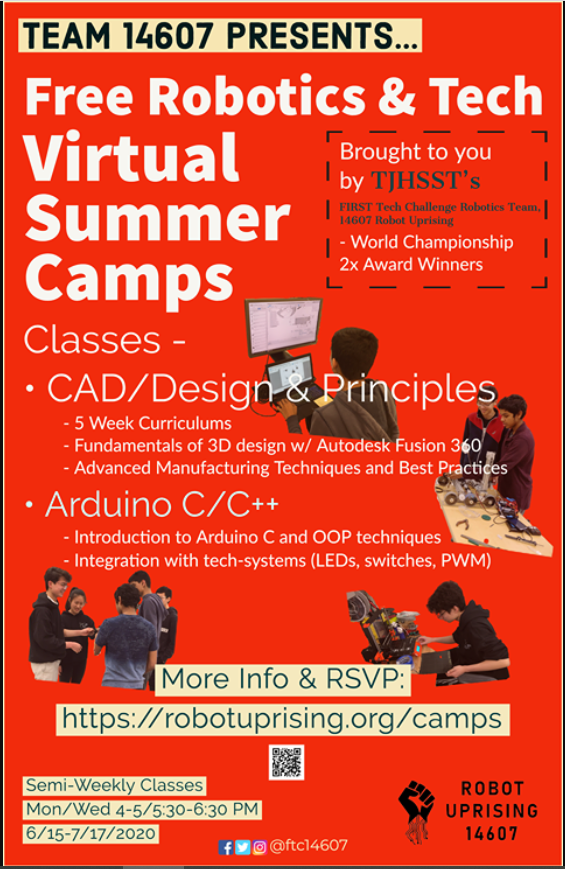 TEAM 14607 PRESENTS...
Free Robotics & Tech
Virtual
Summer
Camps
Brought to you
by TJHSST's
FIRST Tech Challenge Robotics Team,
14607 Robot Uprising
- World Championship
2x Award Winners
Classes -
• CAD/Design & Principles
- 5 Week Curriculums
- Fundamentals of 3D design w/ Autodesk Fusion 360
- Advanced Manufacturing Techniques and Best Practices
• Arduino C/C++
- Introduction to Arduino C and OOP techniques
- Integration with tech-systems (LEDs, switches, PWM)
More Info & RSVP:
https://robotuprising.org/camps
Semi-Weekly Classes
Mon/Wed 4-5/5:30-6:30 PM
6/15-7/17/2020
@ftc14607
ROBOT
UPRISING
14607